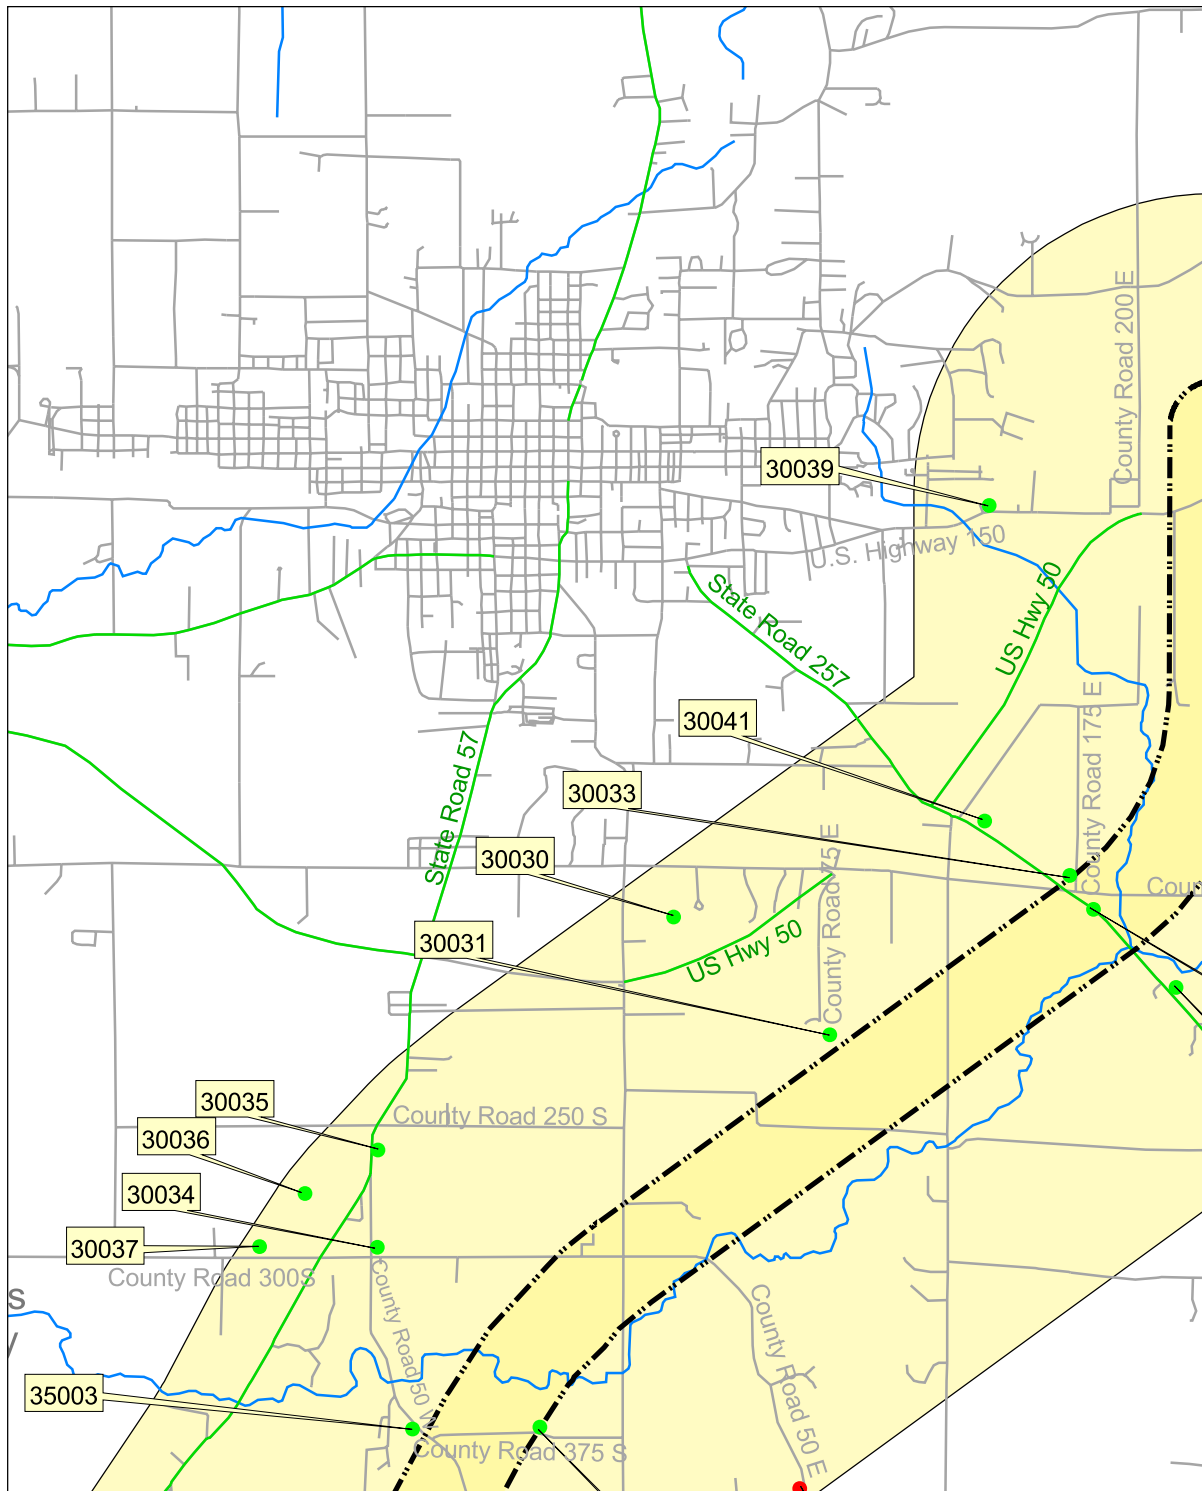 County Road 200 E
30039
U.S. Highway 150
US Hwy 50
State Road 257
30041
County Road 175 E
State Road 57
30033
30030
County Road 75 E
Coun
30031
US Hwy 50
30035
County Road 250 S
30036
30034
30037
County Road 300S
s
y
County Road 50 W
County Road 50 E
35003
County Road 375 S